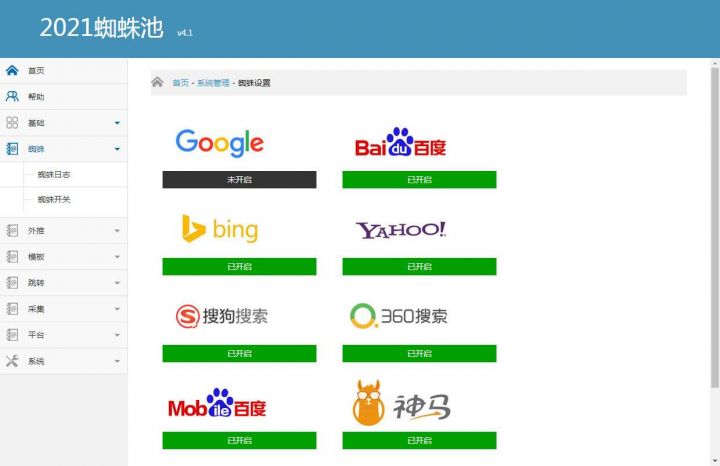 2021蜘蛛池 v4.1
首页
帮助
基础
蜘蛛
蜘蛛日志
蜘蛛开关
外推
模板
跳转
采集
平台
系统
首页 - 系统管理 - 蜘蛛设置
Google
Bai du 百度
未开启
已开启
bing
YAHOO!
已开启
已开启
S 搜狗搜索
360搜索
已开启
已开启
Mobile百度
神马
已开启
已开启